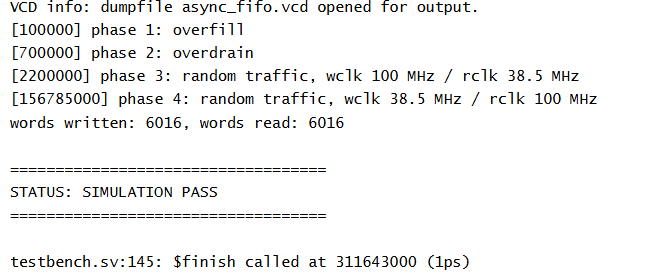 VCD info: dumpfile async_fifo.vcd opened for output.
[100000] phase 1: overfill
[700000] phase 2: overdrain
[2200000] phase 3: random traffic, wclk 100 MHz / rclk 38.5 MHz
[156785000] phase 4: random traffic, wclk 38.5 MHz / rclk 100 MHz
words written: 6016, words read: 6016
===================================
STATUS: SIMULATION PASS
===================================
testbench.sv:145: $finish called at 311643000 (1ps)